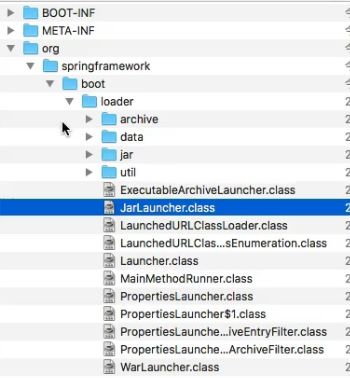 BOOT-INF
META-INF
org
springframework
boot
loader
archive
data
jar
util
ExecutableArchiveLauncher.class
JarLauncher.class
LaunchedURLClassLoader.class
LaunchedURLClas...sEnumeration.class
Launcher.class
MainMethodRunner.class
PropertiesLauncher.class
PropertiesLauncher$1.class
PropertiesLaunche...iveEntryFilter.class
PropertiesLaunche...ArchiveFilter.class
WarLauncher.class